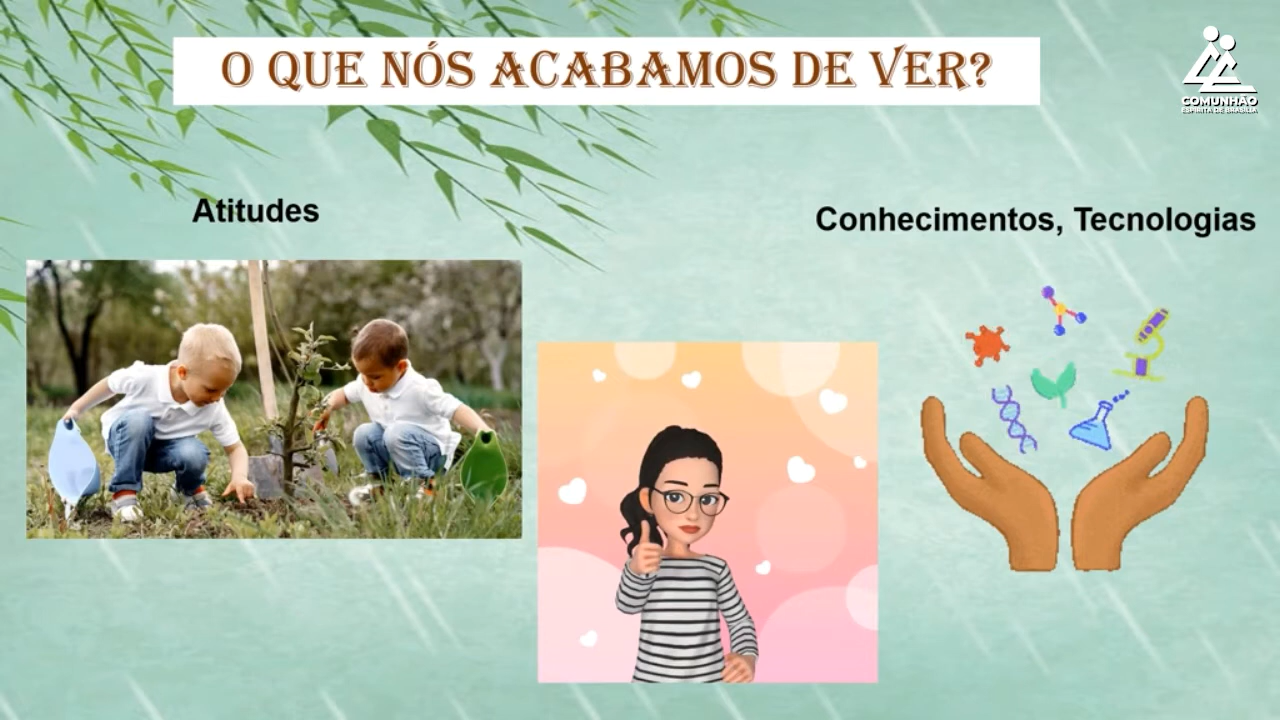 O QUE NÓS ACABAMOS DE VER?
COMUNHÃO
ESPÍRITA DE BRASÍLIA
Atitudes
Conhecimentos, Tecnologias